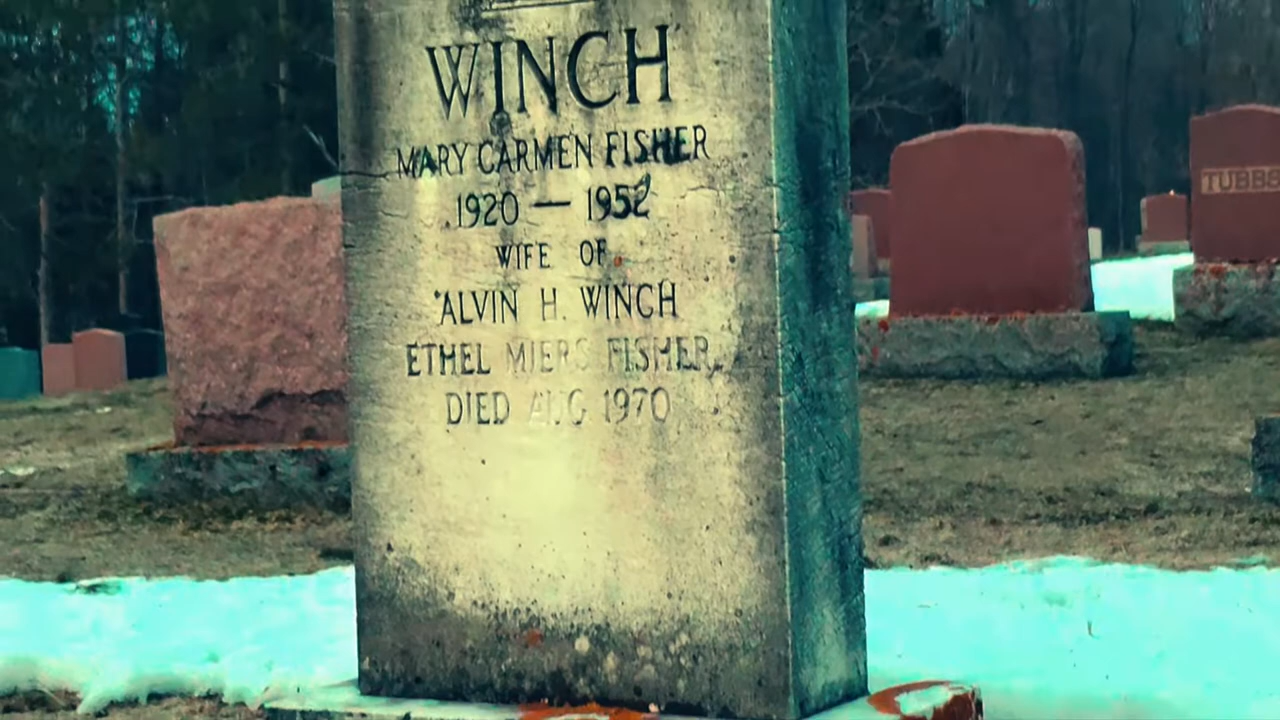 WINCH
MARY CARMEN FISHER
1920 — 1952
WIFE OF
ALVIN H. WINCH
ETHEL MIERS FISHER
DIED AUG 1970
TUBBS